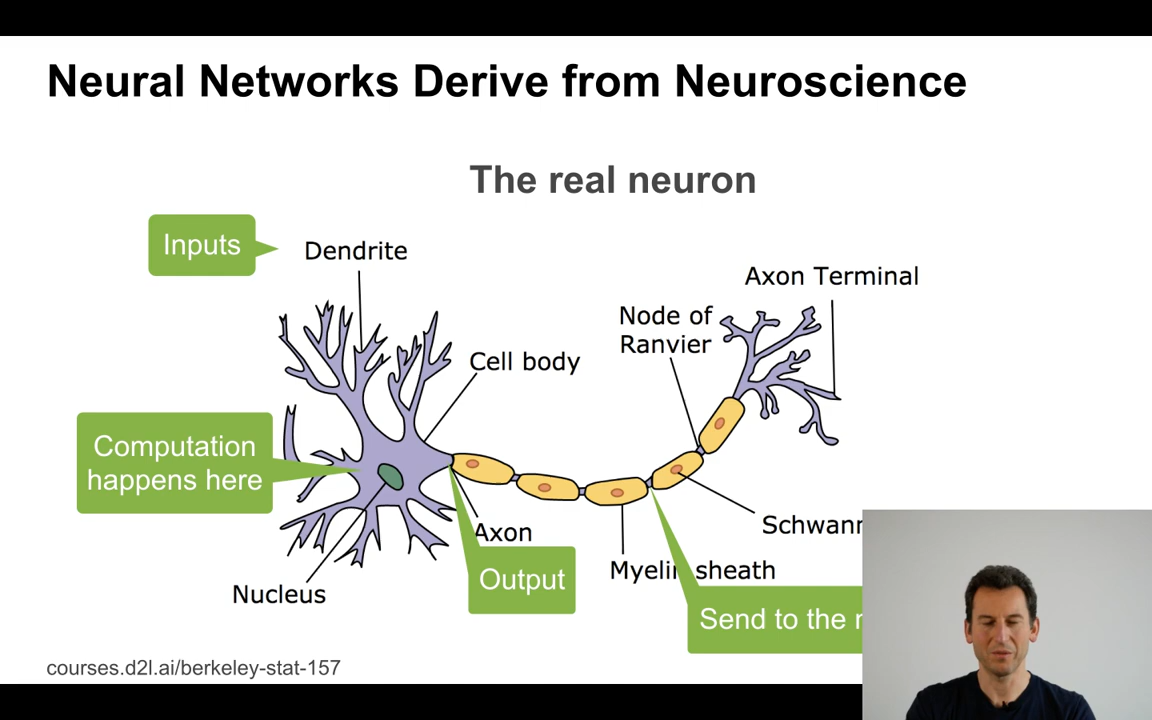 Neural Networks Derive from Neuroscience
The real neuron
Inputs
Dendrite
Axon Terminal
Node of
Ranvier
Cell body
Computation
happens here
Axon
Schwann
Output
Myelin sheath
Nucleus
Send to the
courses.d2l.ai/berkeley-stat-157